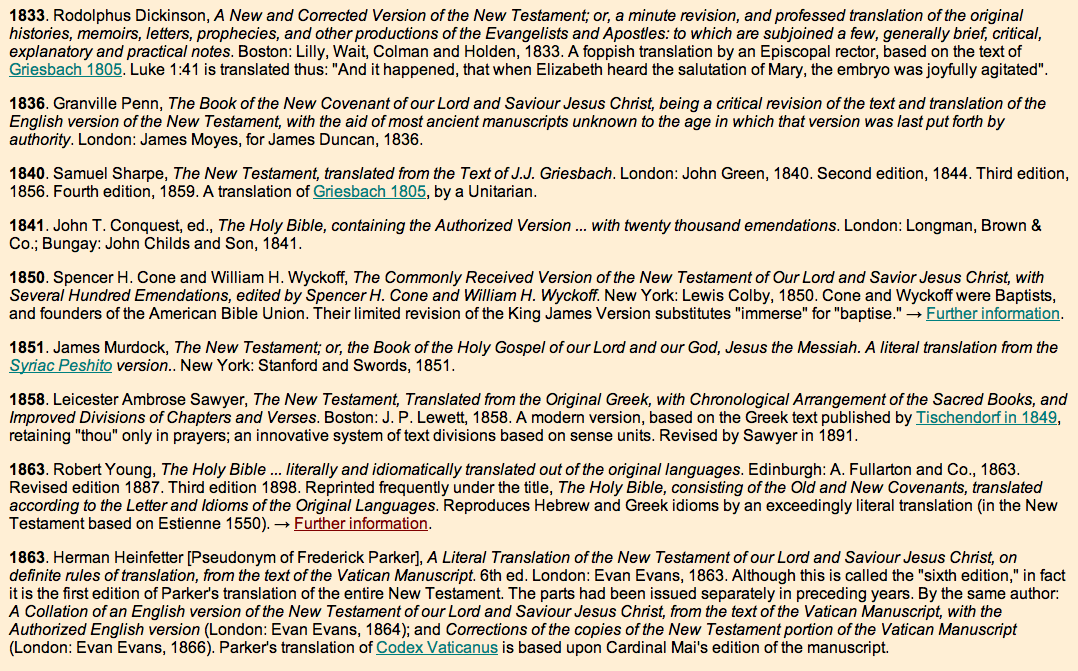 1833. Rodolphus Dickinson, A New and Corrected Version of the New Testament; or, a minute revision, and professed translation of the original
histories, memoirs, letters, prophecies, and other productions of the Evangelists and Apostles: to which are subjoined a few, generally brief, critical,
explanatory and practical notes. Boston: Lilly, Wait, Colman and Holden, 1833. A foppish translation by an Episcopal rector, based on the text of
Griesbach 1805. Luke 1:41 is translated thus: "And it happened, that when Elizabeth heard the salutation of Mary, the embryo was joyfully agitated".
1836. Granville Penn, The Book of the New Covenant of our Lord and Saviour Jesus Christ, being a critical revision of the text and translation of the
English version of the New Testament, with the aid of most ancient manuscripts unknown to the age in which that version was last put forth by
authority. London: James Moyes, for James Duncan, 1836.
1840. Samuel Sharpe, The New Testament, translated from the Text of J.J. Griesbach. London: John Green, 1840. Second edition, 1844. Third edition,
1856. Fourth edition, 1859. A translation of Griesbach 1805, by a Unitarian.
1841. John T. Conquest, ed., The Holy Bible, containing the Authorized Version ... with twenty thousand emendations. London: Longman, Brown &
Co.; Bungay: John Childs and Son, 1841.
1850. Spencer H. Cone and William H. Wyckoff, The Commonly Received Version of the New Testament of Our Lord and Savior Jesus Christ, with
Several Hundred Emendations, edited by Spencer H. Cone and William H. Wyckoff. New York: Lewis Colby, 1850. Cone and Wyckoff were Baptists,
and founders of the American Bible Union. Their limited revision of the King James Version substitutes "immerse" for "baptise." → Further information.
1851. James Murdock, The New Testament; or, the Book of the Holy Gospel of our Lord and our God, Jesus the Messiah. A literal translation from the
Syriac Peshito version.. New York: Stanford and Swords, 1851.
1858. Leicester Ambrose Sawyer, The New Testament, Translated from the Original Greek, with Chronological Arrangement of the Sacred Books, and
Improved Divisions of Chapters and Verses. Boston: J. P. Lewett, 1858. A modern version, based on the Greek text published by Tischendorf in 1849,
retaining "thou" only in prayers; an innovative system of text divisions based on sense units. Revised by Sawyer in 1891.
1863. Robert Young, The Holy Bible ... literally and idiomatically translated out of the original languages. Edinburgh: A. Fullarton and Co., 1863.
Revised edition 1887. Third edition 1898. Reprinted frequently under the title, The Holy Bible, consisting of the Old and New Covenants, translated
according to the Letter and Idioms of the Original Languages. Reproduces Hebrew and Greek idioms by an exceedingly literal translation (in the New
Testament based on Estienne 1550). → Further information.
1863. Herman Heinfetter [Pseudonym of Frederick Parker], A Literal Translation of the New Testament of our Lord and Saviour Jesus Christ, on
definite rules of translation, from the text of the Vatican Manuscript. 6th ed. London: Evan Evans, 1863. Although this is called the "sixth edition," in fact
it is the first edition of Parker's translation of the entire New Testament. The parts had been issued separately in preceding years. By the same author:
A Collation of an English version of the New Testament of our Lord and Saviour Jesus Christ, from the text of the Vatican Manuscript, with the
Authorized English version (London: Evan Evans, 1864); and Corrections of the copies of the New Testament portion of the Vatican Manuscript
(London: Evan Evans, 1866). Parker's translation of Codex Vaticanus is based upon Cardinal Mai's edition of the manuscript.